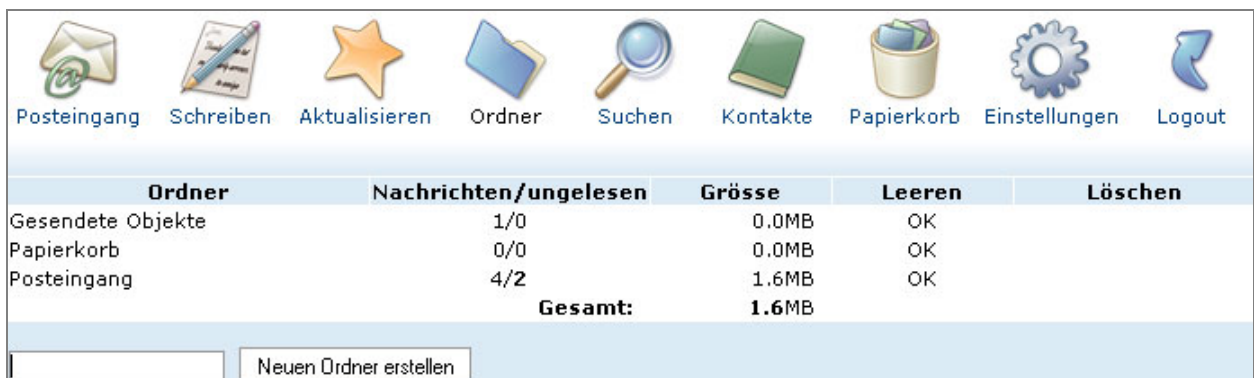 Posteingang Schreiben Aktualisieren Ordner Suchen Kontakte Papierkorb Einstellungen Logout
Ordner Nachrichten/ungelesen Grösse Leeren Löschen
Gesendete Objekte 1/0 0.0MB OK
Papierkorb 0/0 0.0MB OK
Posteingang 4/2 1.6MB OK
Gesamt: 1.6MB
Neuen Ordner erstellen